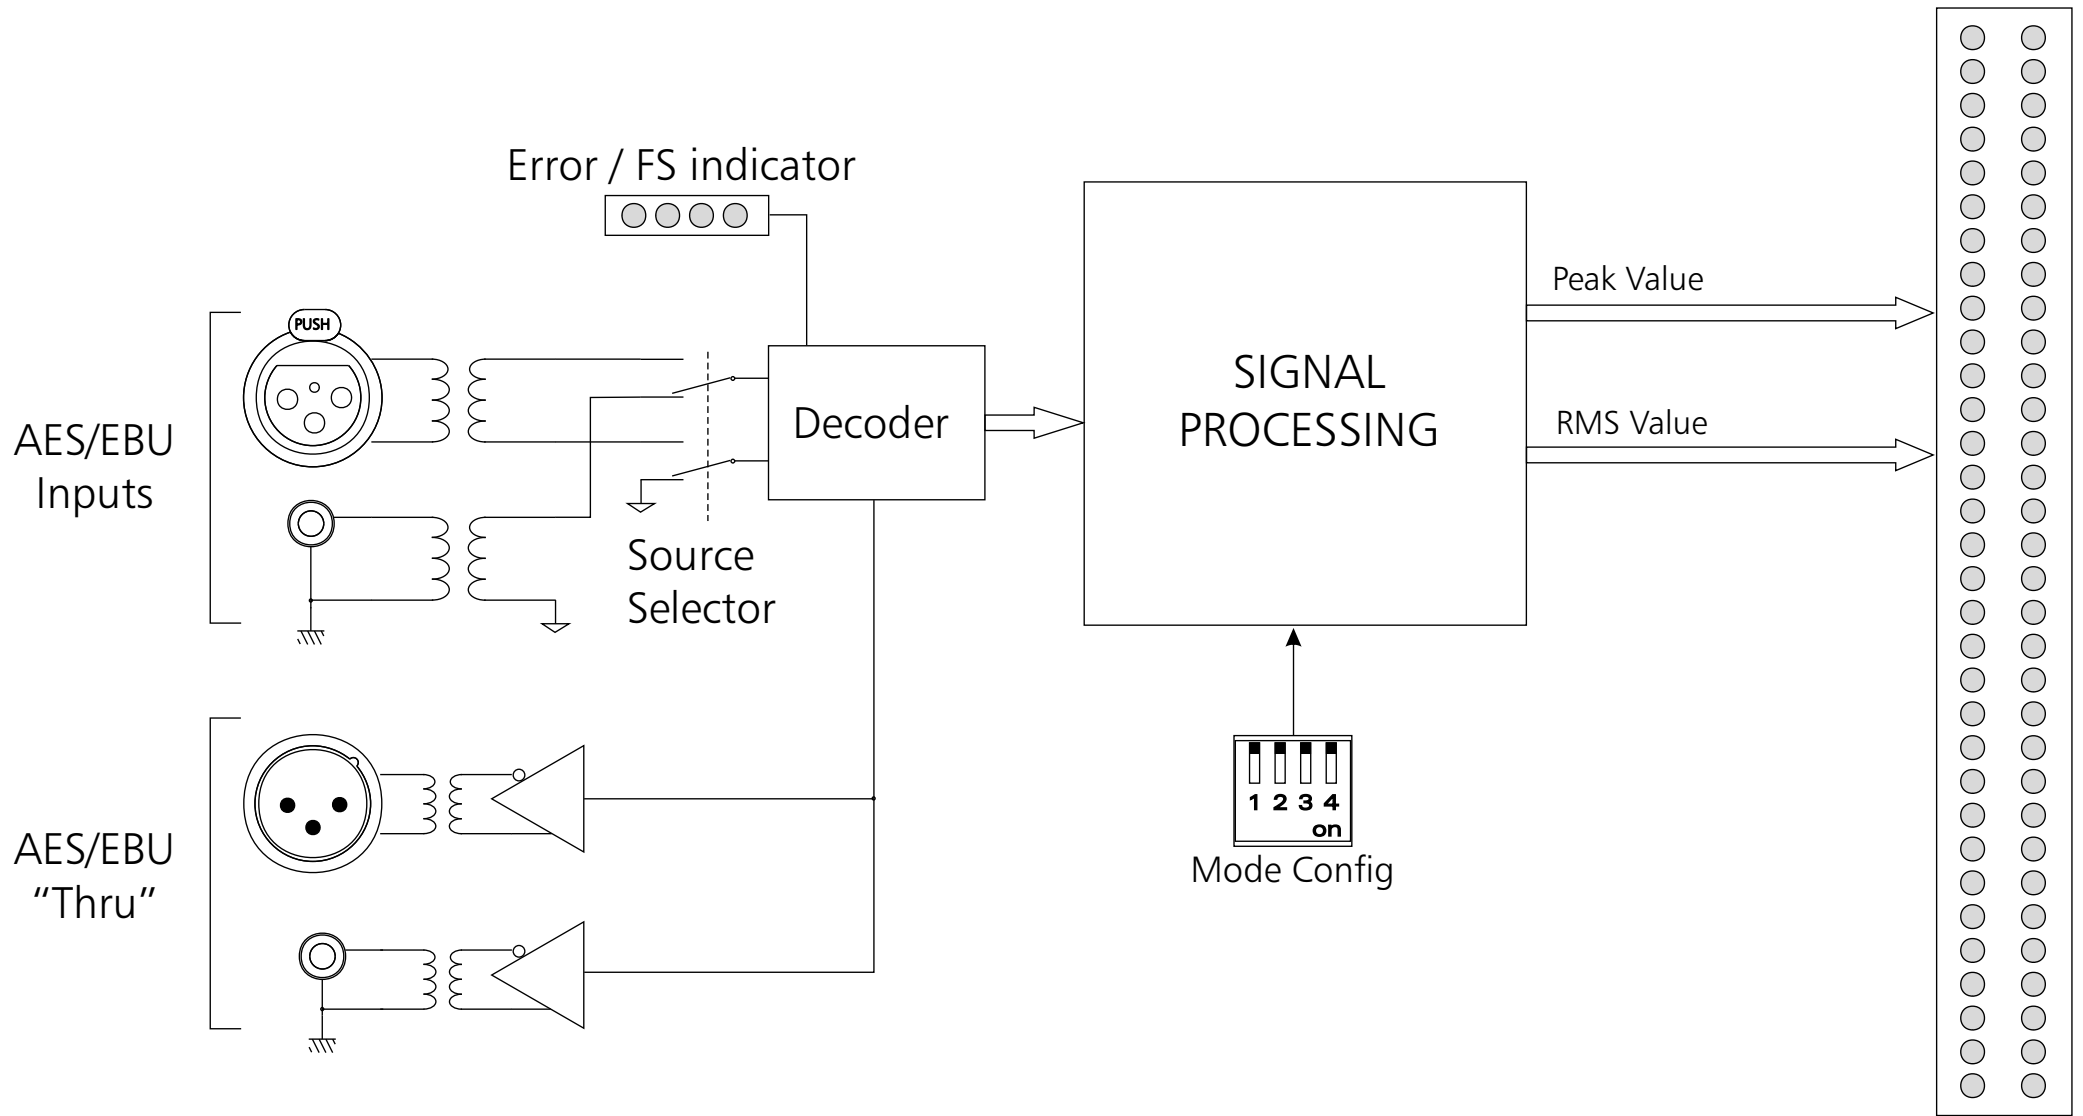 Error / FS indicator
PUSH
AES/EBU
Inputs
Source
Selector
Decoder
SIGNAL
PROCESSING
Peak Value
RMS Value
1 2 3 4
on
Mode Config
AES/EBU
“Thru”